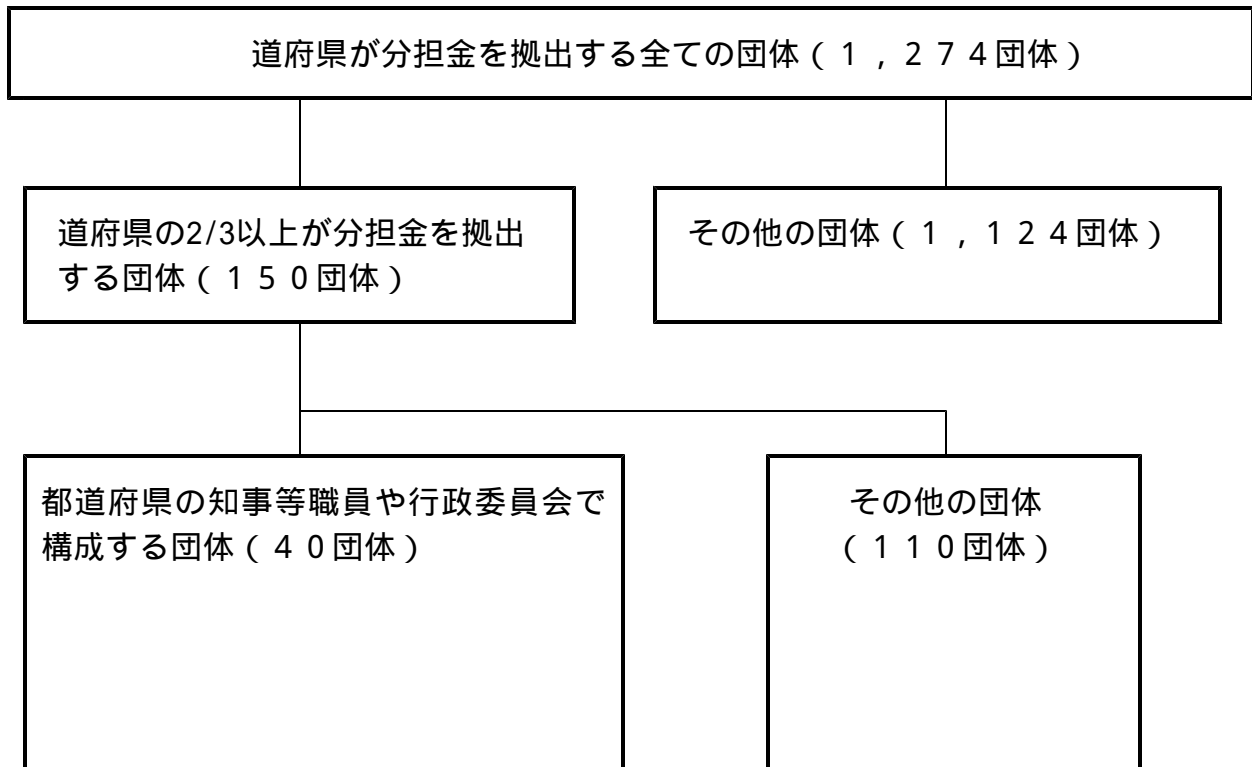 道府県が分担金を拠出する全ての団体(1,274団体)
道府県の2/3以上が分担金を拠出
する団体(150団体)
その他の団体(1,124団体)
都道府県の知事等職員や行政委員会で
構成する団体(40団体)
その他の団体
(110団体)